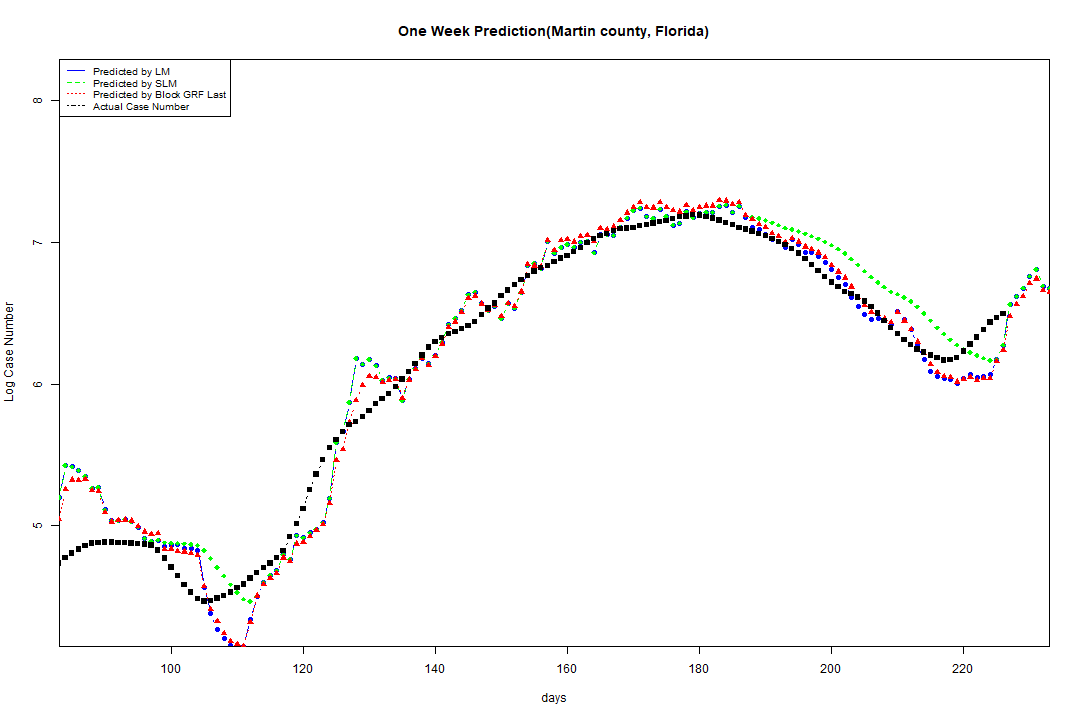 One Week Prediction(Martin county, Florida)
Predicted by LM
Predicted by SLM
Predicted by Block GRF Last
Actual Case Number
8
7
6
5
Log Case Number
100 120 140 160 180 200 220
days